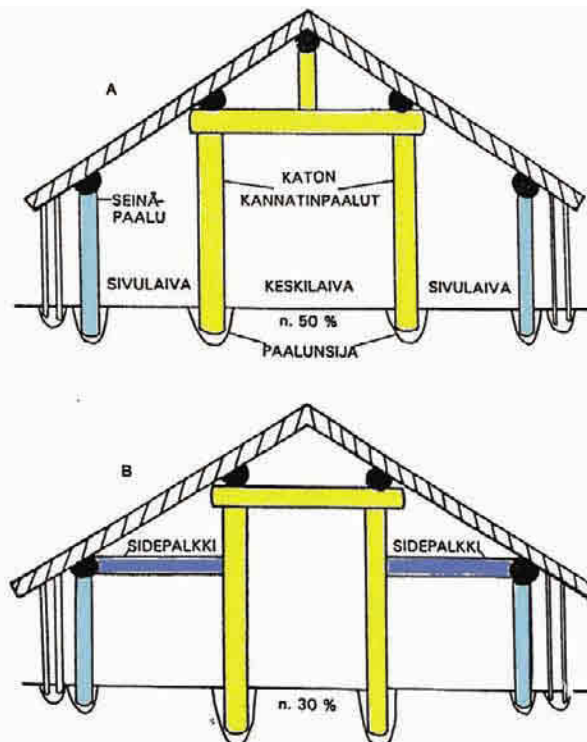 A
SEINÄ-
PAALU
KATON
KANNATINPAALUT
SIVULAIVA
KESKILAIVA
SIVULAIVA
n. 50 %
PAALUNSIJA
B
SIDEPALKKI
SIDEPALKKI
n. 30 %